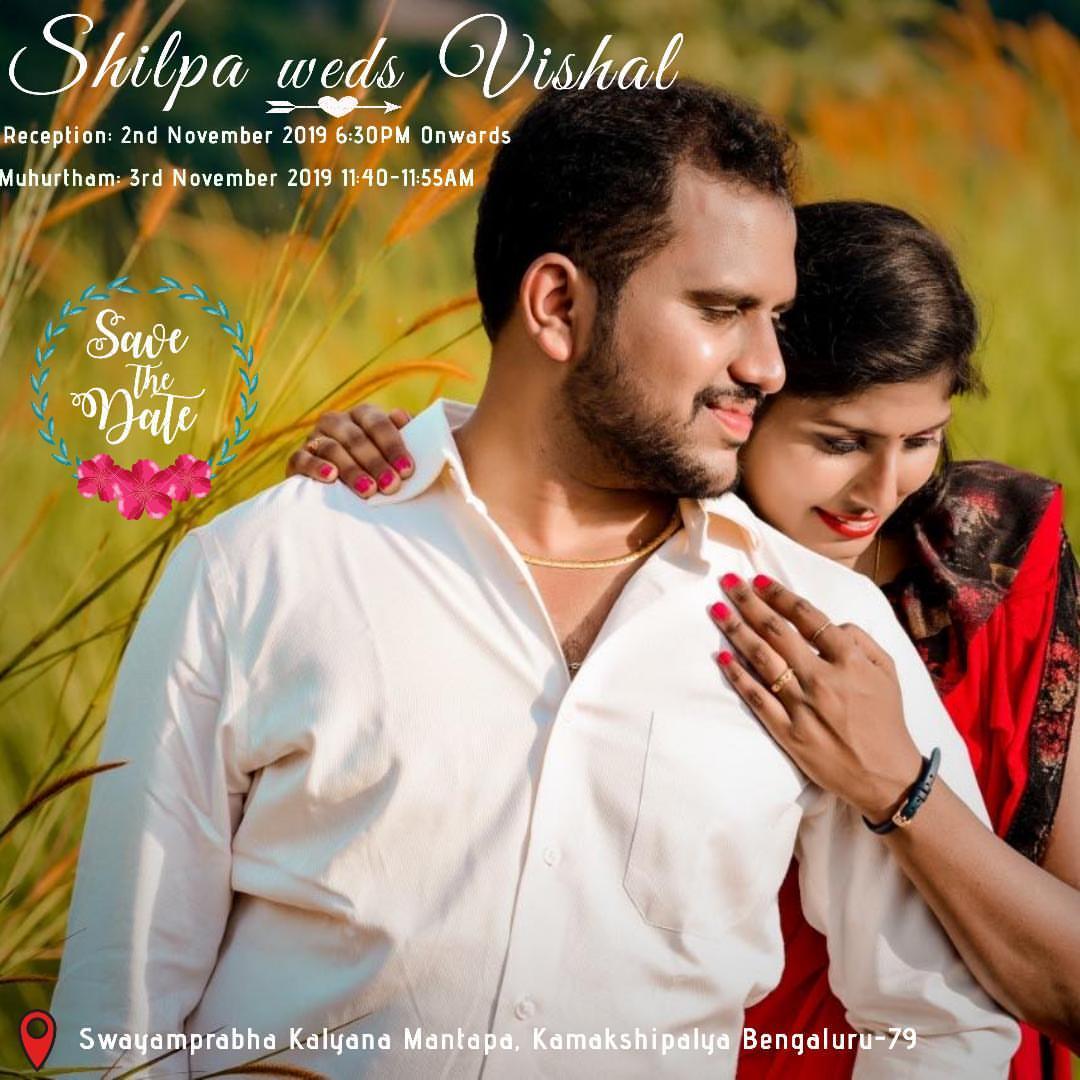 Shilpa weds Vishal
Reception: 2nd November 2019 6:30PM Onwards
Muhurtham: 3rd November 2019 11:40-11:55AM
Save
The
Date
Swayamprabha Kalyana Mantapa, Kamakshipalya Bengaluru-79